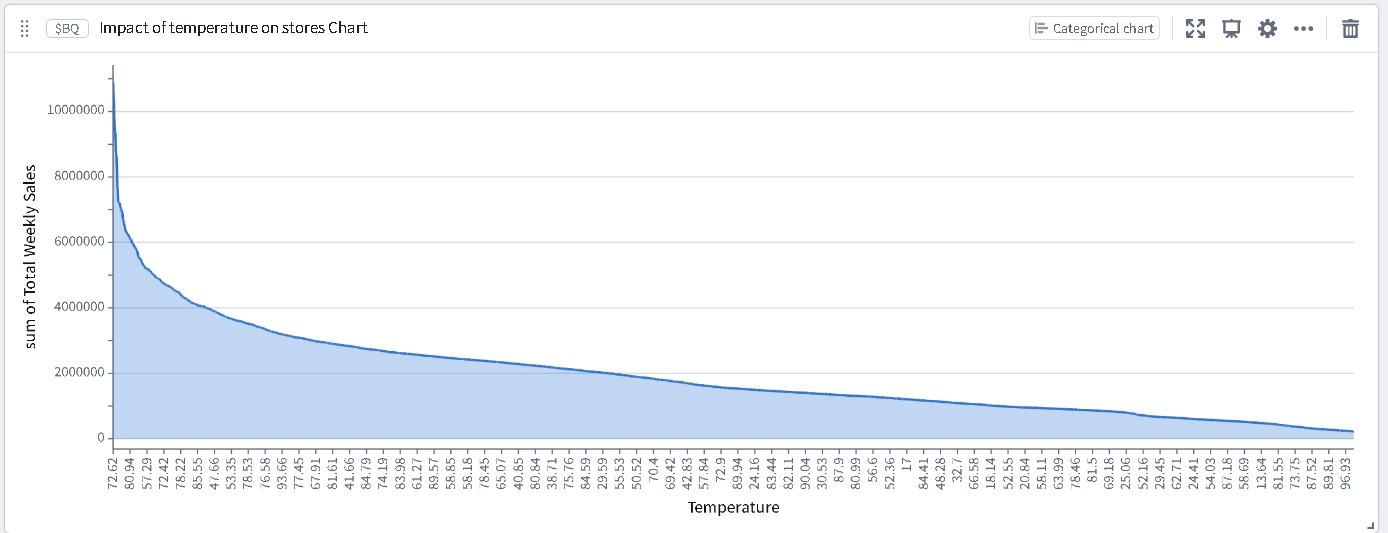 $BQ Impact of temperature on stores Chart Categorical chart
sum of Total Weekly Sales
10000000
8000000
6000000
4000000
2000000
0
72.62 80.94 57.29 72.42 78.22 85.55 47.66 53.35 78.53 76.58 93.66 77.45 67.91 81.61 41.66 84.79 74.19 83.98 61.27 89.57 58.85 58.18 78.45 65.07 40.85 80.84 38.71 75.76 84.59 29.59 55.53 50.52 70.4 69.42 42.83 57.84 72.9 89.94 24.16 84.33 82.11 90.04 30.53 87.9 80.99 56.6 52.36 17 84.41 48.28 32.7 66.58 18.14 52.55 20.84 58.11 63.99 78.46 81.5 69.18 25.06 52.16 29.45 62.71 24.41 54.03 87.18 58.69 13.64 81.55 73.75 87.52 89.81 96.93
Temperature